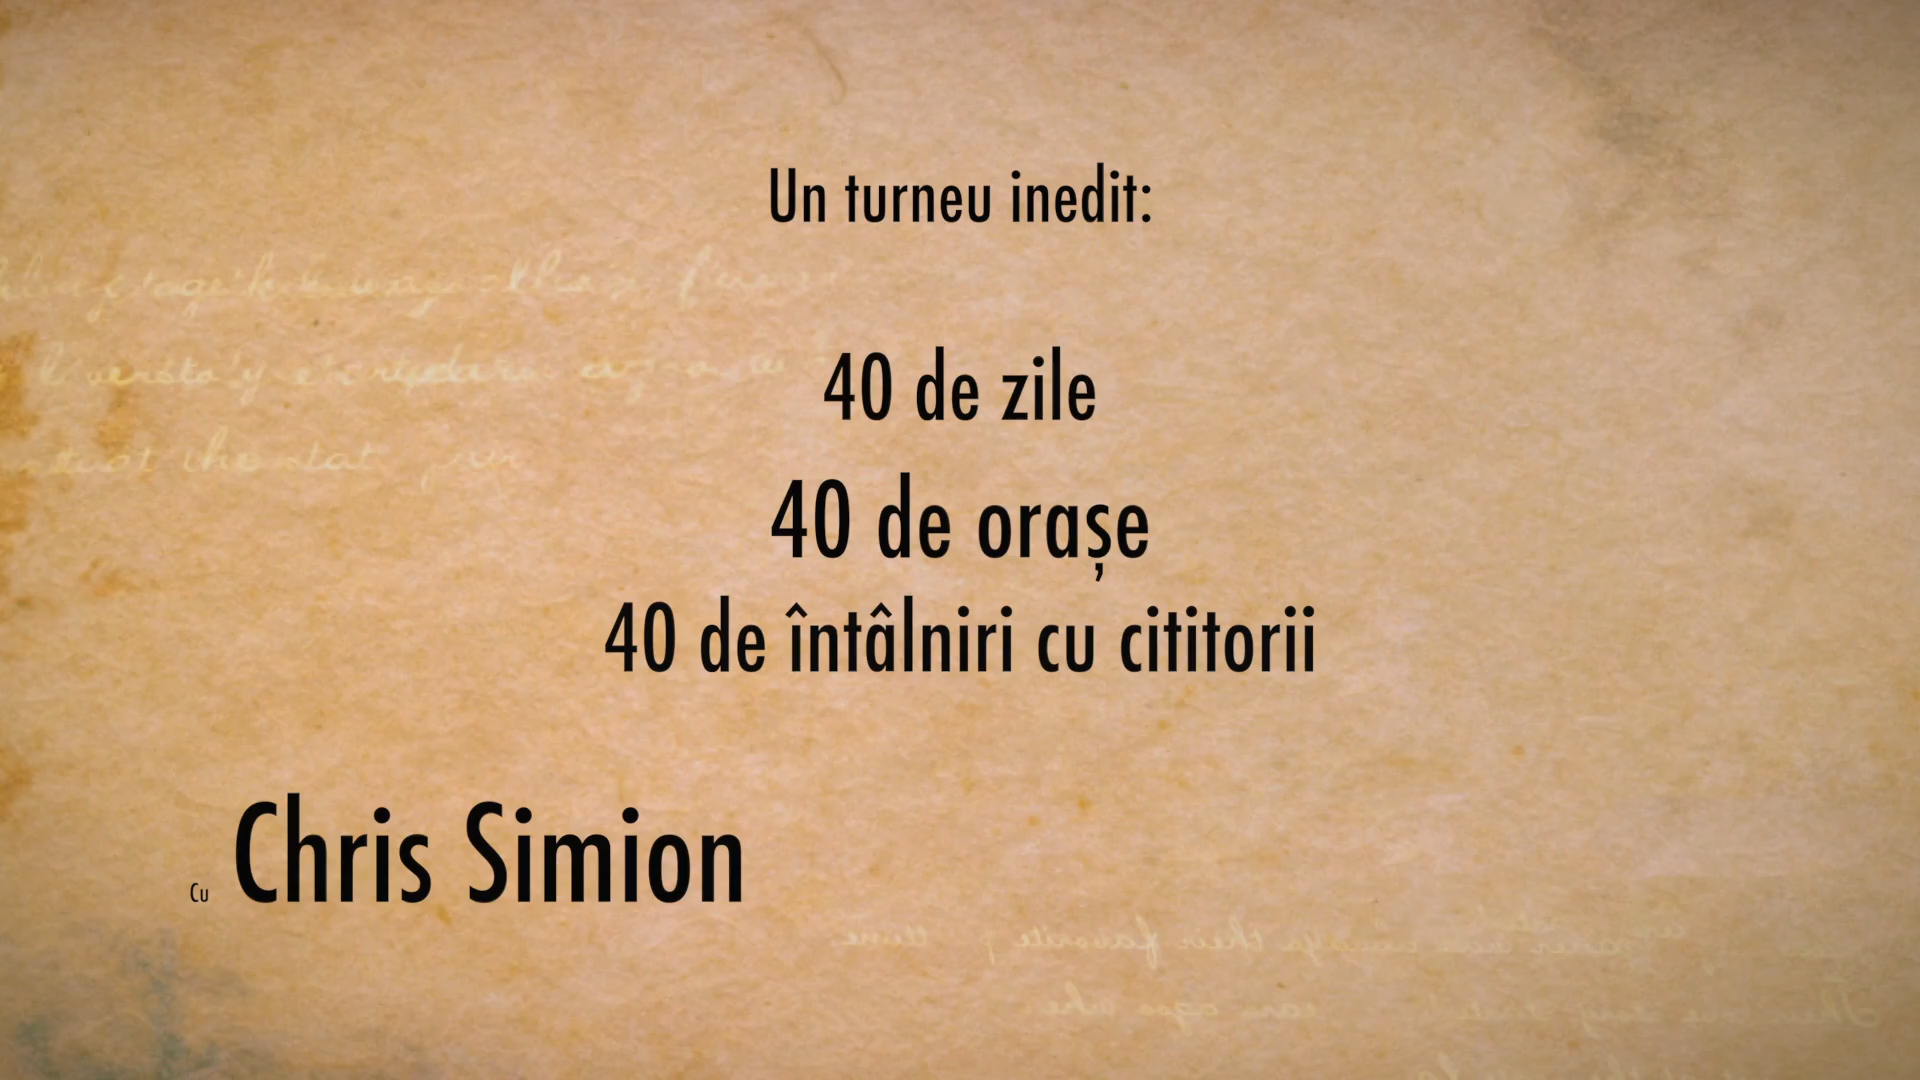 Un turneu inedit:
40 de zile
40 de orașe
40 de întâlniri cu cititorii
Cu Chris Simion